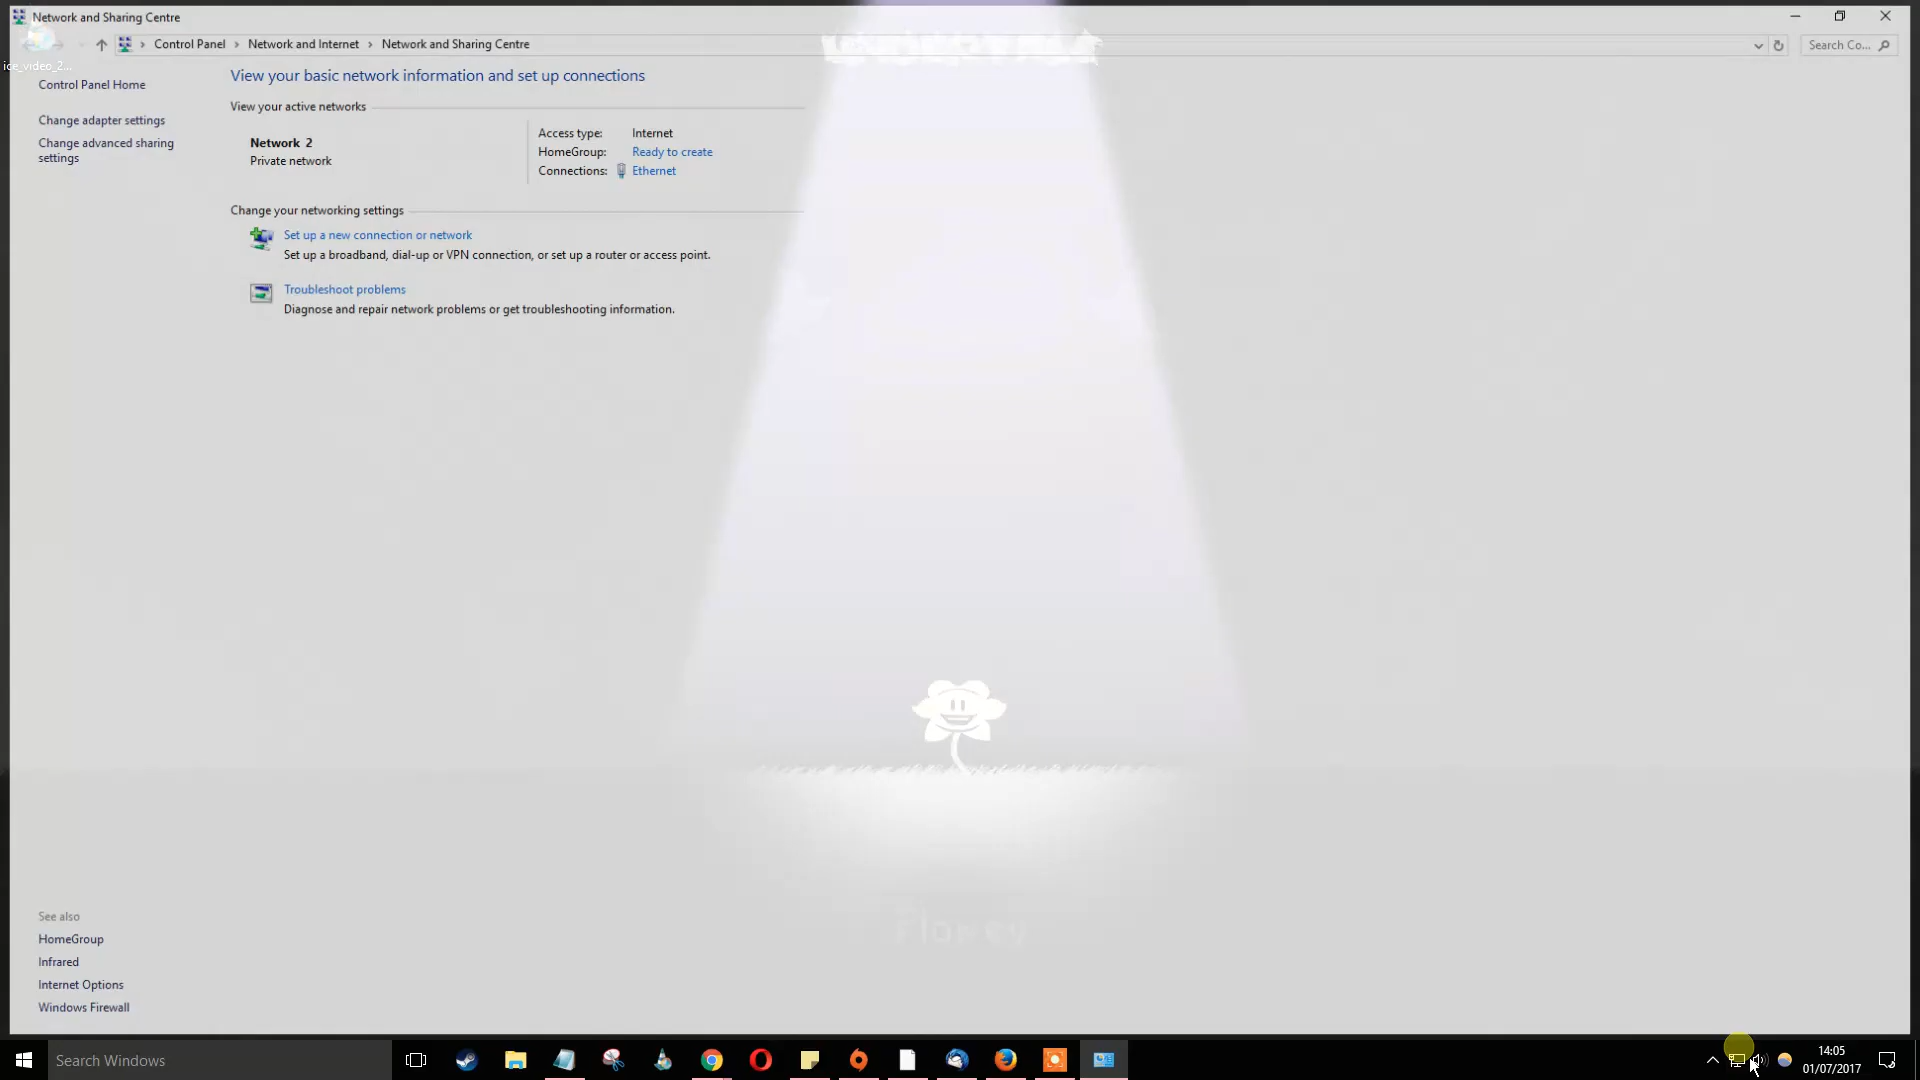 Network and Sharing Centre
Control Panel Network and Internet Network and Sharing Centre
Search Co...
ice_video_2...
Control Panel Home
Change adapter settings
Change advanced sharing
settings
View your basic network information and set up connections
View your active networks
Network 2
Private network
Access type: Internet
HomeGroup: Ready to create
Connections: Ethernet
Change your networking settings
Set up a new connection or network
Set up a broadband, dial-up or VPN connection, or set up a router or access point.
Troubleshoot problems
Diagnose and repair network problems or get troubleshooting information.
Flowey
See also
HomeGroup
Infrared
Internet Options
Windows Firewall
Search Windows
14:05
01/07/2017